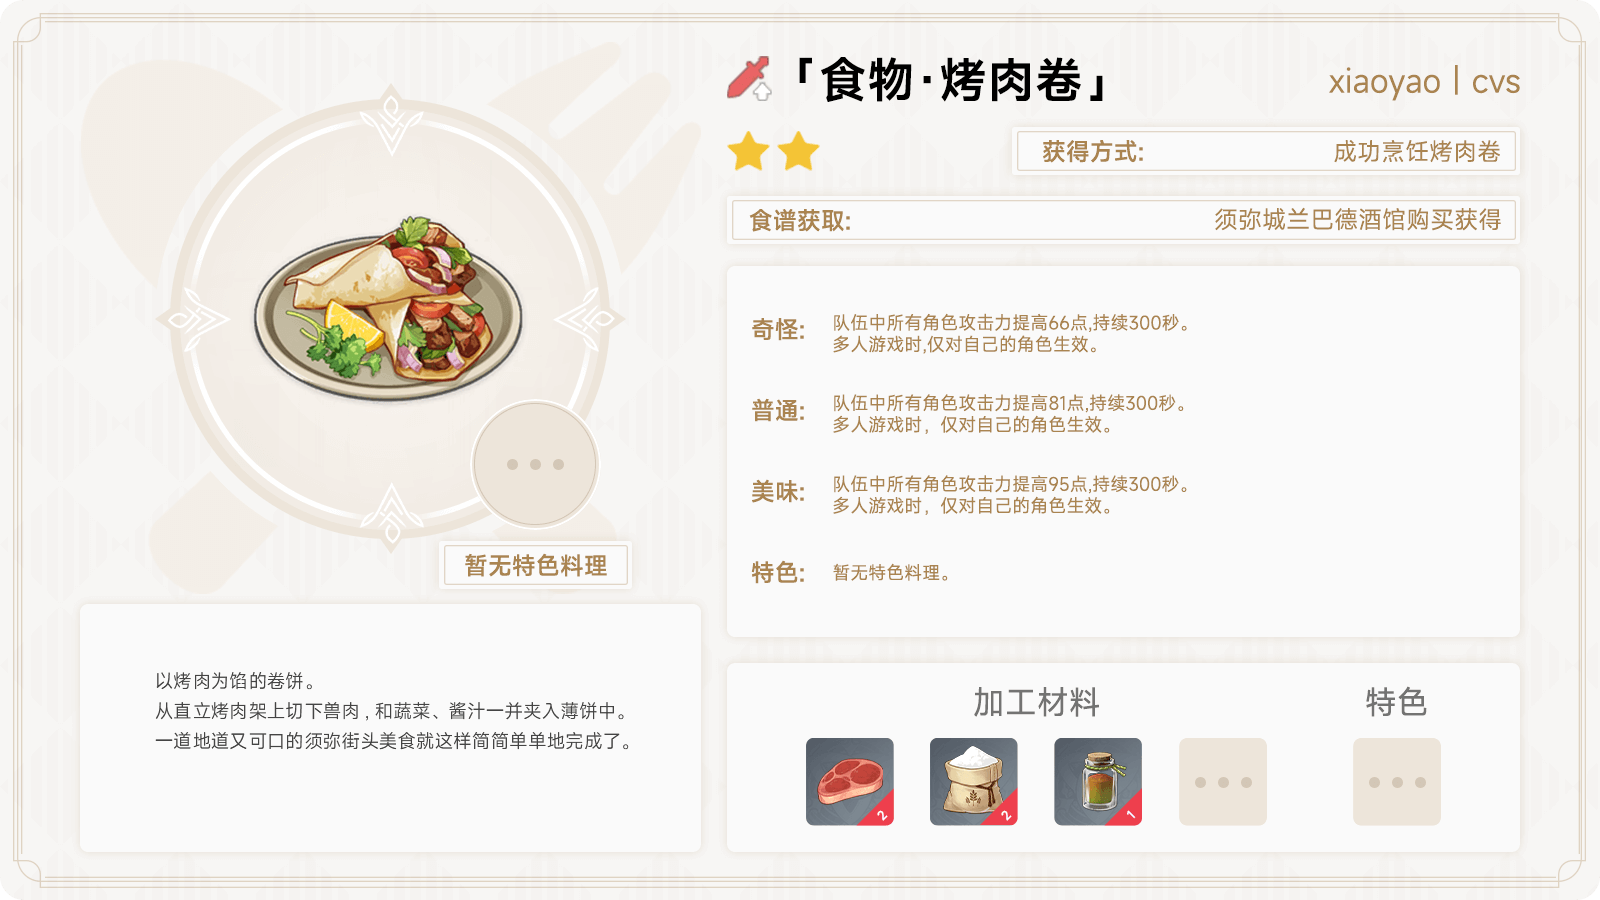 「食物·烤肉卷」
xiaoyao | cvs
获得方式: 成功烹饪烤肉卷
食谱获取: 须弥城兰巴德酒馆购买获得
奇怪: 队伍中所有角色攻击力提高66点,持续300秒。
多人游戏时,仅对自己的角色生效。
普通: 队伍中所有角色攻击力提高81点,持续300秒。
多人游戏时，仅对自己的角色生效。
美味: 队伍中所有角色攻击力提高95点,持续300秒。
多人游戏时，仅对自己的角色生效。
特色: 暂无特色料理。
暂无特色料理
以烤肉为馅的卷饼。
从直立烤肉架上切下兽肉，和蔬菜、酱汁一并夹入薄饼中。
一道地道又可口的须弥街头美食就这样简简单单地完成了。
加工材料
特色
2
2
1